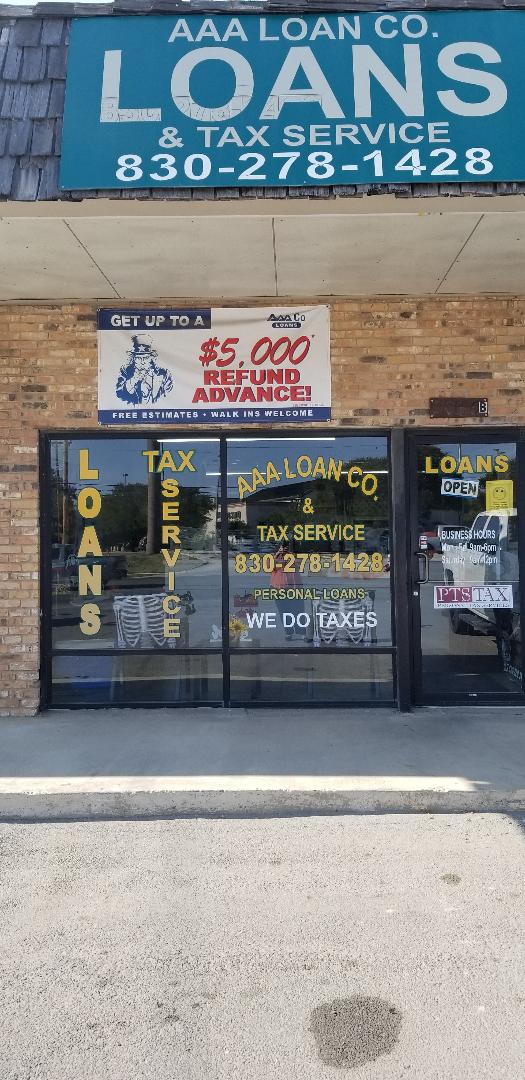 AAA LOAN CO.
LOANS
& TAX SERVICE
830-278-1428
GET UP TO A
AAA CO
LOANS
$5,000*
REFUND
ADVANCE!
FREE ESTIMATES • WALK INS WELCOME
B
LOANS
TAX
SERVICE
AAA LOAN CO.
&
TAX SERVICE
830-278-1428
PERSONAL LOANS
WE DO TAXES
LOANS
OPEN
BUSINESS HOURS
9am-6pm
PTS TAX